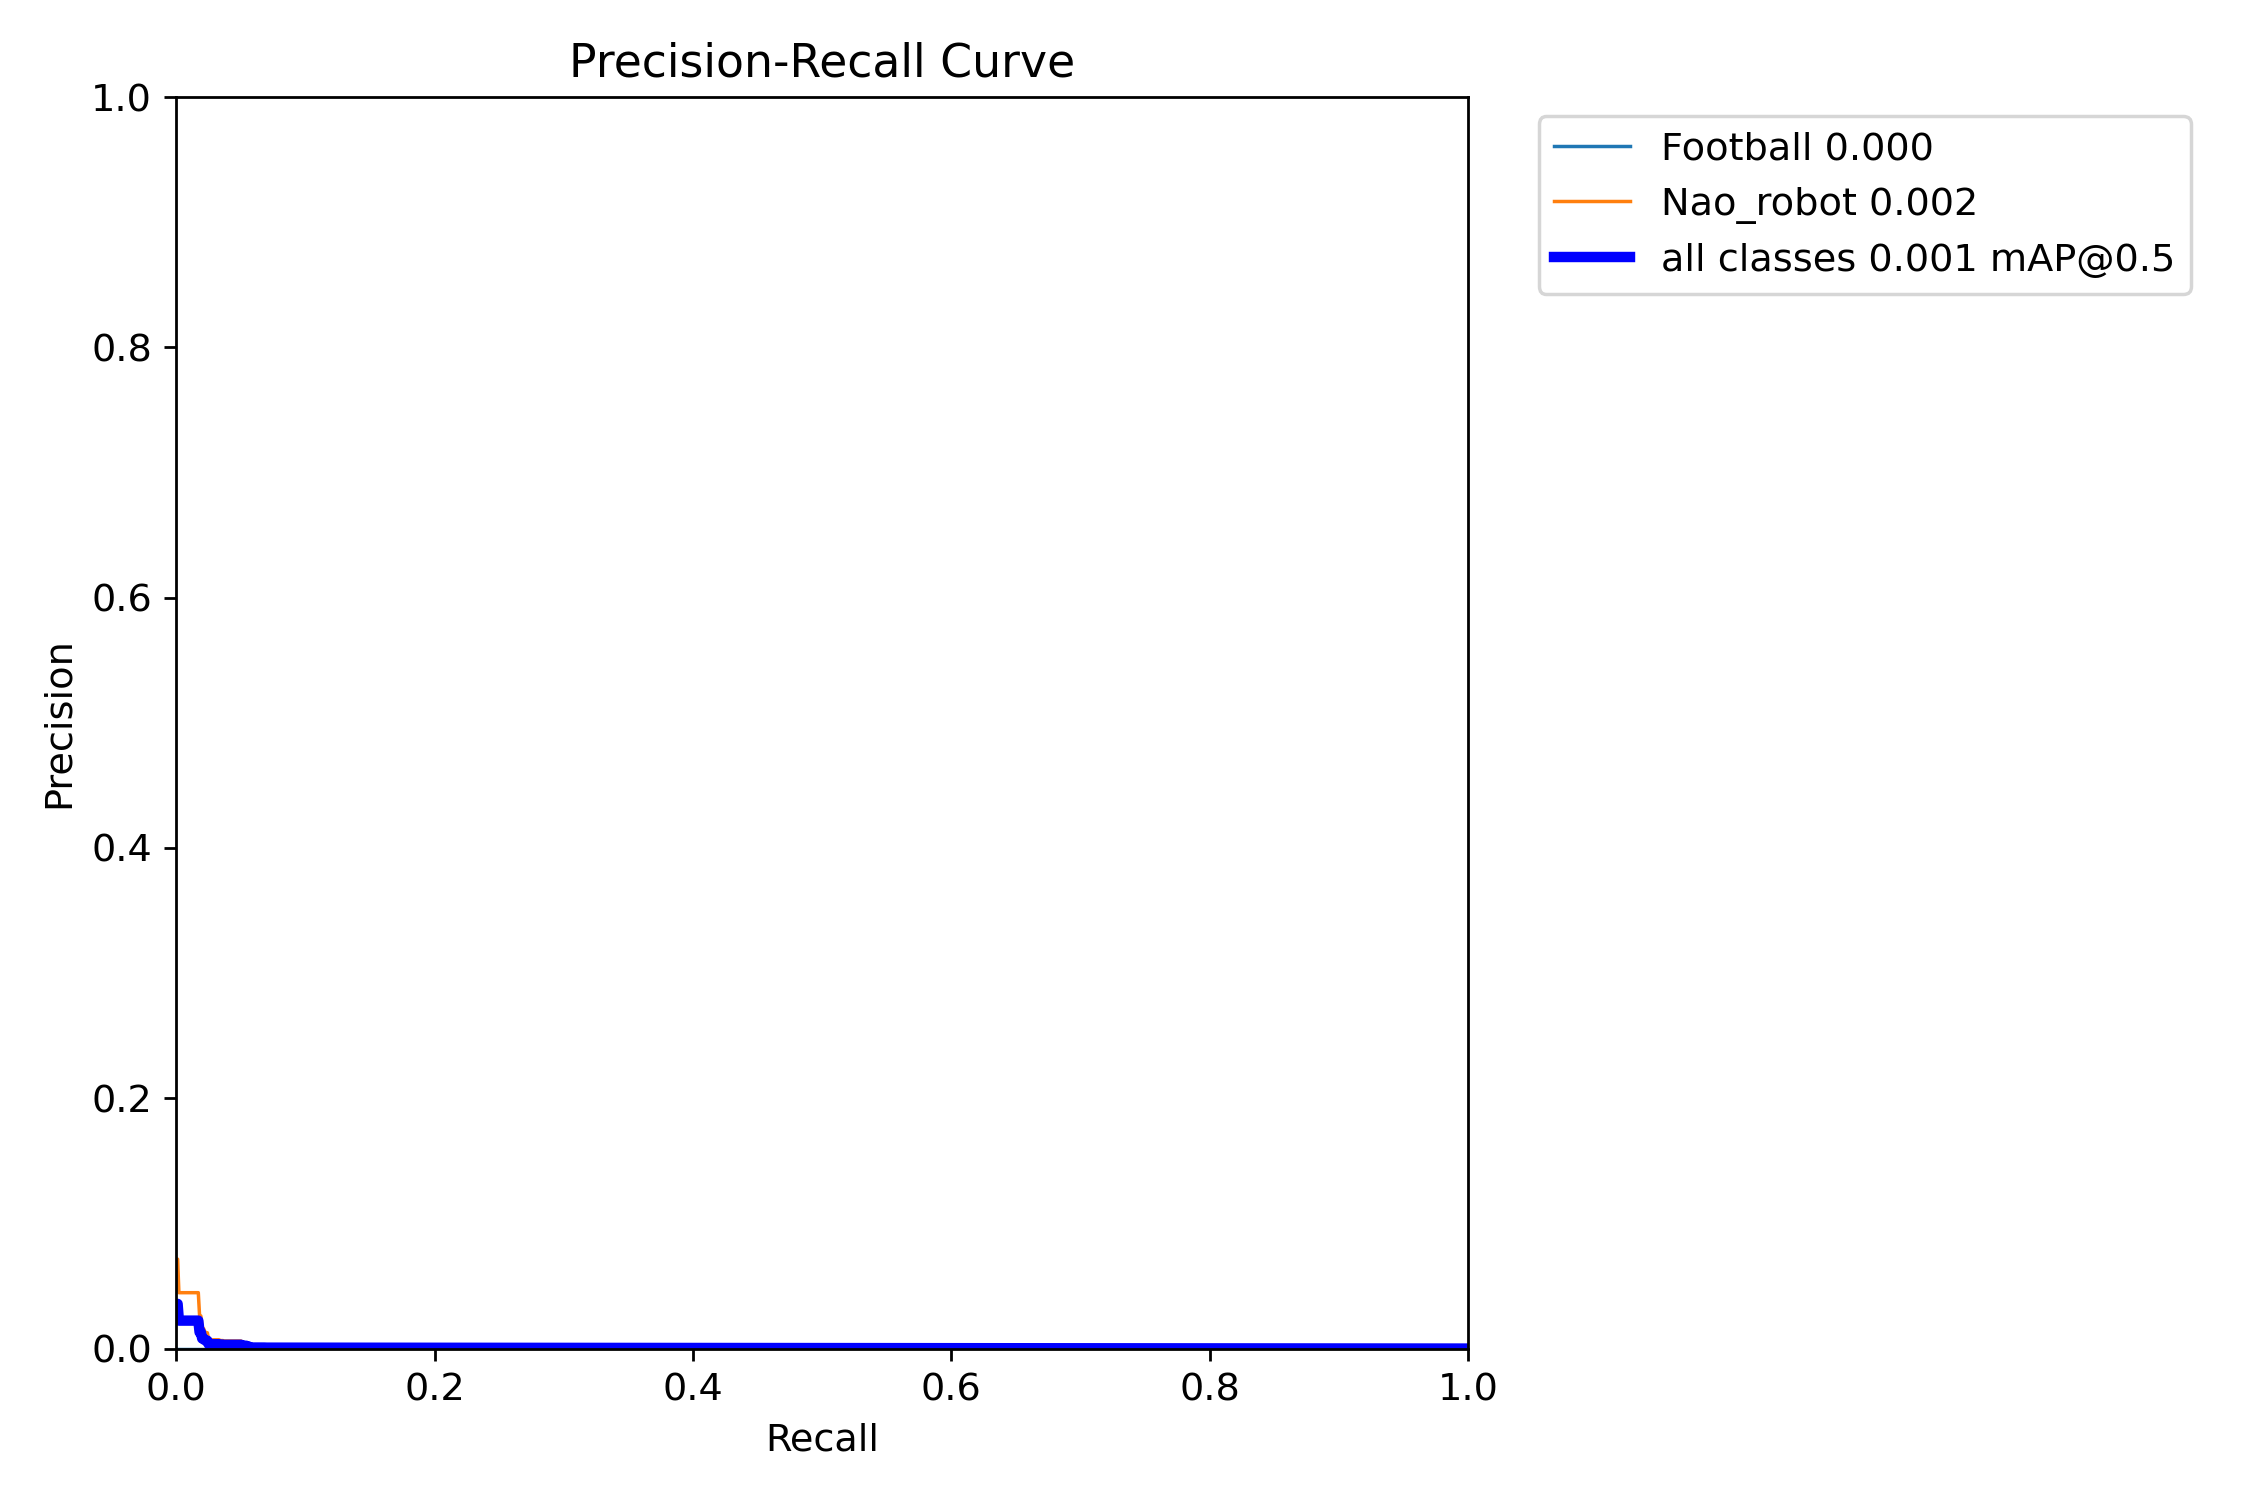 Precision-Recall Curve
1.0
0.8
0.6
0.4
0.2
0.0
Precision
0.0 0.2 0.4 0.6 0.8 1.0
Recall
Football 0.000
Nao_robot 0.002
all classes 0.001 mAP@0.5